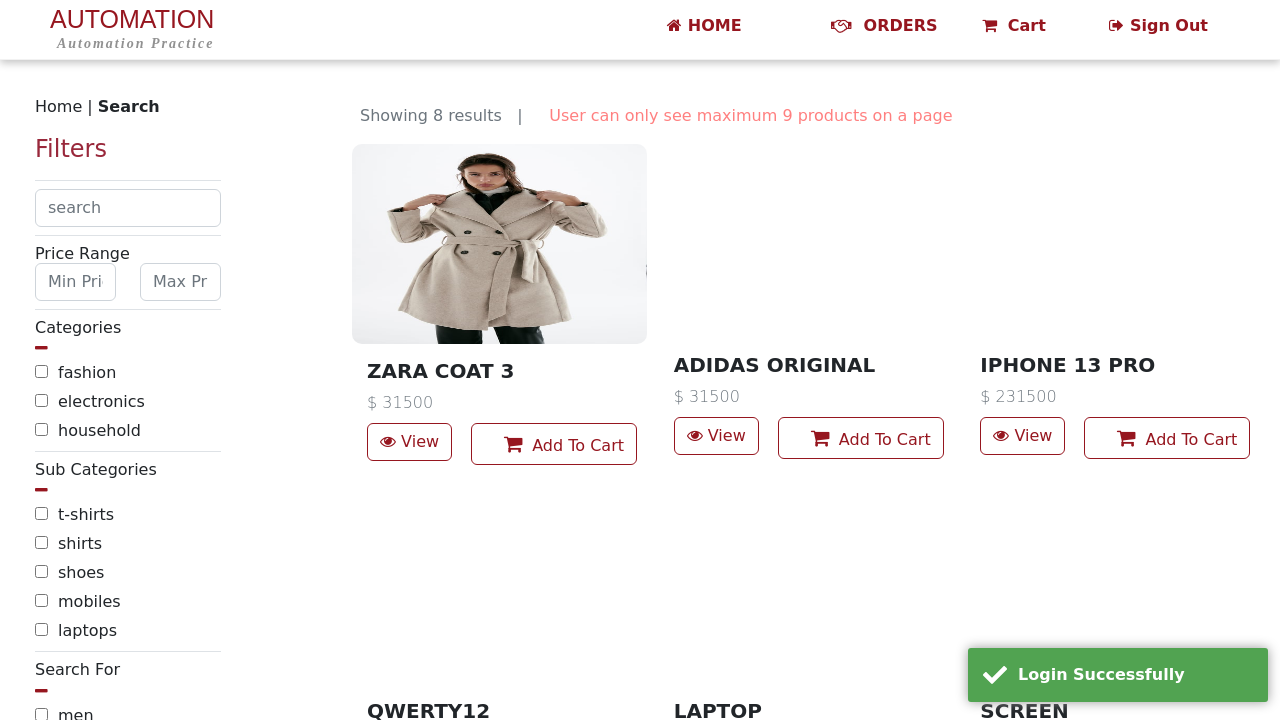 AUTOMATION
Automation Practice
HOME
ORDERS
Cart
Sign Out
Home | Search
Filters
search
Price Range
Min Pri
Max Pr
Categories
fashion
electronics
household
Sub Categories
t-shirts
shirts
shoes
mobiles
laptops
Search For
men
Showing 8 results |
User can only see maximum 9 products on a page
ZARA COAT 3
$ 31500
View
Add To Cart
ADIDAS ORIGINAL
$ 31500
View
Add To Cart
IPHONE 13 PRO
$ 231500
View
Add To Cart
QWERTY12
LAPTOP
SCREEN
Login Successfully